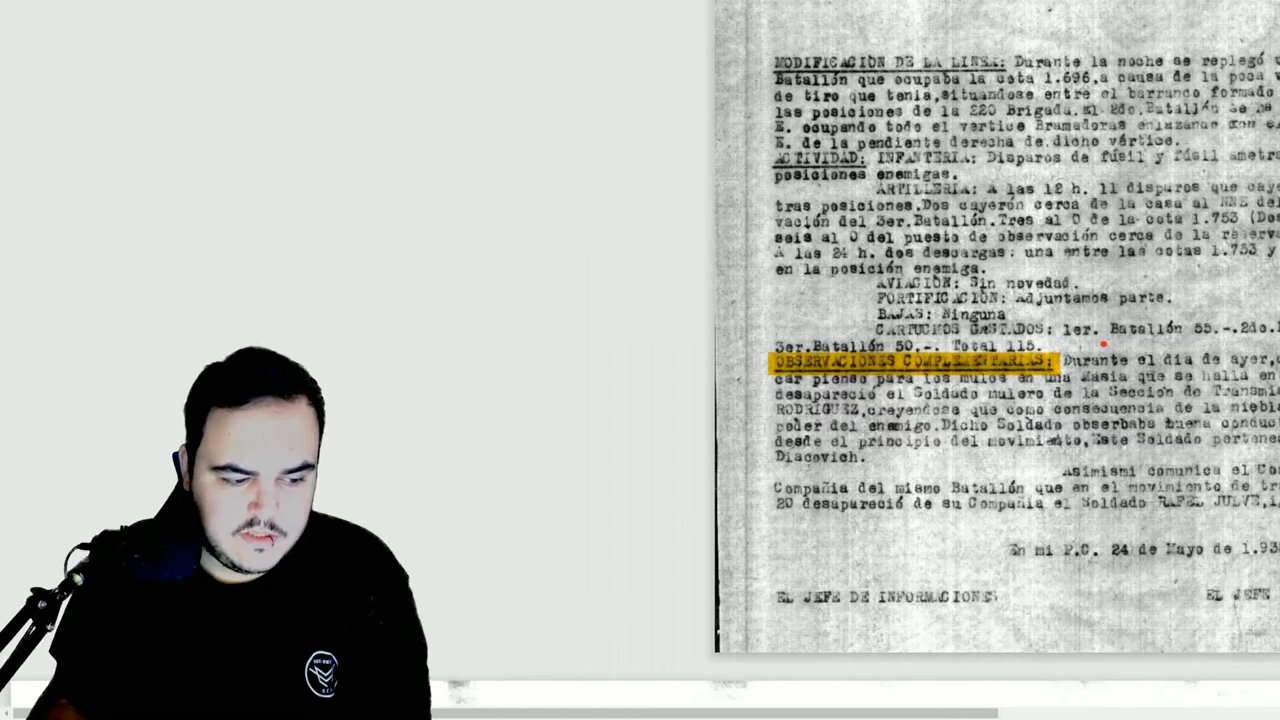 MODIFICACION DE LA LINEA: Durante la noche se replegó
Batallón que ocupaba la cota 1.696,a causa de la poca v
de tiro que tenia,situandose entre el barranco formado
las posiciones de la 220 Brigada.El 2do.Batallón se ha
E. ocupando todo el vertice Bramadoras enlazando con e
E. de la pendiente derecha de.dicho vértice.
ACTIVIDAD: INFANTERIA: Disparos de fúsil y fúsil ametra
posiciones enemigas.
ARTILLERIA: A las 12 h. 11 disparos que caye
tras posiciones.Dos cayeron cerca de la casa al NNE del
vación del 3er.Batallón.Tres al O de la cota 1.753 (Dos
seis al O del puesto de observación cerca de la reserva
A las 24 h. dos descargas: una entre las cotas 1.753 y
en la posición enemiga.
AVIACION: Sin novedad.
FORTIFICACION: Adjuntamos parte.
BAJAS: Ninguna
CARTUCHOS GASTADOS: 1er. Batallón 55.-.2do.
3er.Batallón 50.-. Total 115.
OBSERVACIONES COMPLEMENTARIAS: Durante el dia de ayer,
car pienso para los mulos en una Masia que se halla en
desapareció el Soldado mulero de la Sección de Transmi
RODRIGUEZ,creyendose que como consecuencia de la niebl
poder del enemigo.Dicho Soldado observaba buena conduct
desde el principio del movimiento,Este Soldado pertene
Diacovich.
Asimismi comunica el Co
Compañia del mismo Batallón que en el movimiento de tr
20 desapareció de su Compañia el Soldado RAFEL JULVE,i
En mi P.C. 24 de Mayo de 1.93
EL JEFE DE INFORMACIONES EL JEFE